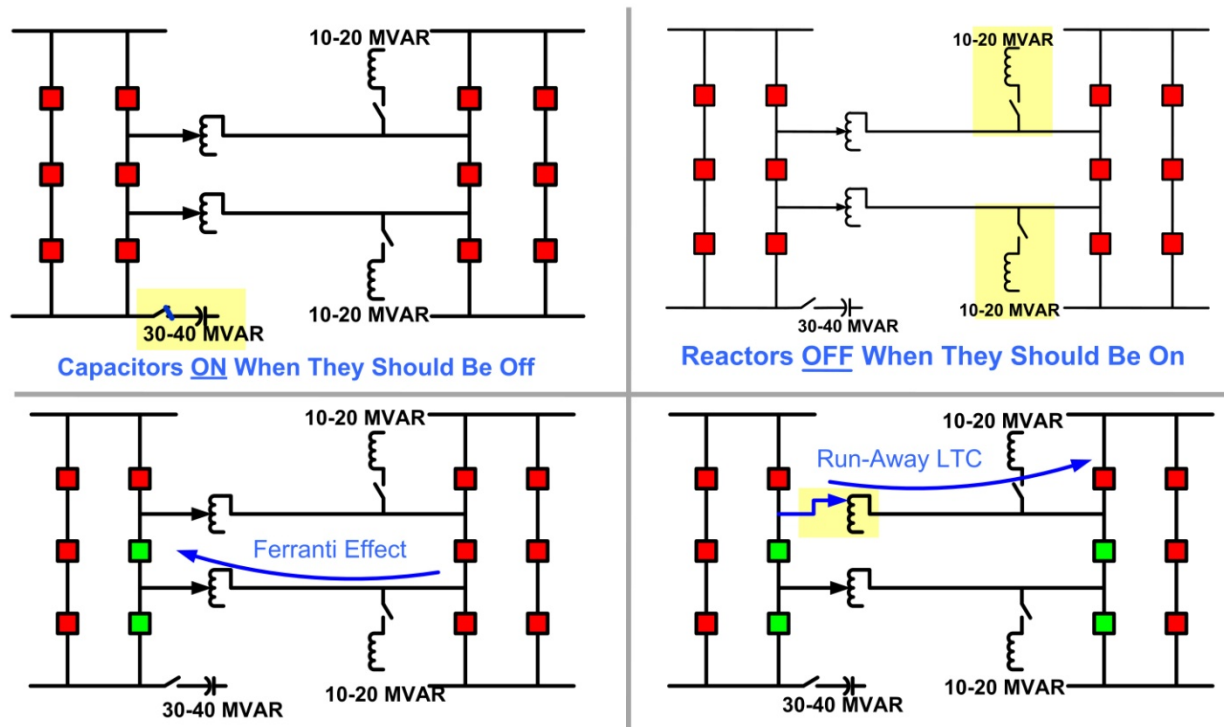 10-20 MVAR
10-20 MVAR
30-40 MVAR
Capacitors ON When They Should Be Off
10-20 MVAR
10-20 MVAR
30-40 MVAR
Reactors OFF When They Should Be On
10-20 MVAR
Ferranti Effect
10-20 MVAR
30-40 MVAR
10-20 MVAR
Run-Away LTC
10-20 MVAR
30-40 MVAR